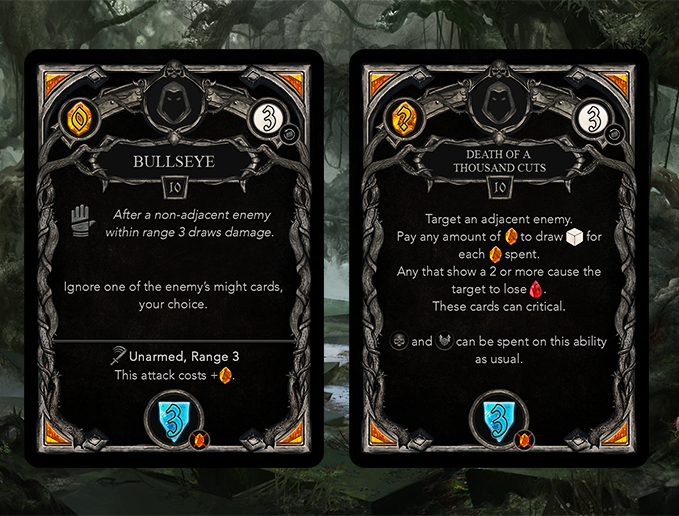 0
3
BULLSEYE
10
After a non-adjacent enemy
within range 3 draws damage.
Ignore one of the enemy's might cards,
your choice.
Unarmed, Range 3
This attack costs +.
3
?
3
DEATH OF A
THOUSAND CUTS
10
Target an adjacent enemy.
Pay any amount of to draw for
each spent.
Any that show a 2 or more cause the
target to lose .
These cards can critical.
and can be spent on this ability
as usual.
3